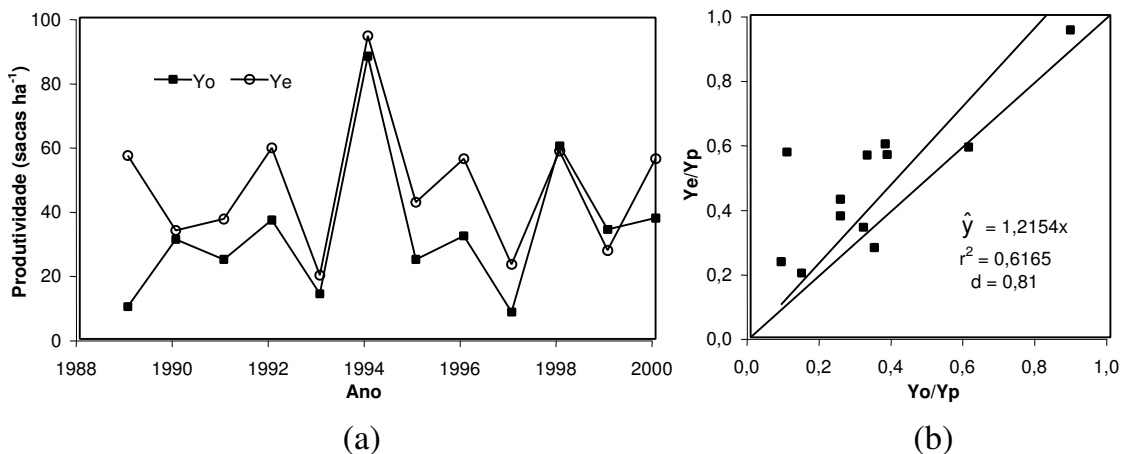 100
80
60
40
20
0
Produtividade (sacas ha⁻¹)
Yo Ye
1988 1990 1992 1994 1996 1998 2000
Ano
(a)
1,0
0,8
0,6
0,4
0,2
0,0
Ye/Yp
ŷ = 1,2154x
r² = 0,6165
d = 0,81
0,0 0,2 0,4 0,6 0,8 1,0
Yo/Yp
(b)